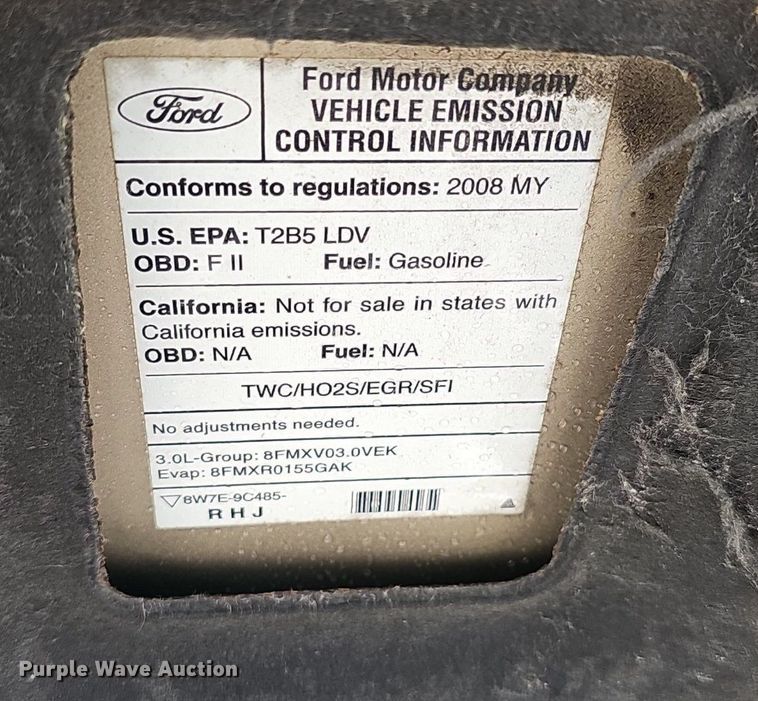 Ford
Ford Motor Company
VEHICLE EMISSION
CONTROL INFORMATION
Conforms to regulations: 2008 MY
U.S. EPA: T2B5 LDV
OBD: F II Fuel: Gasoline
California: Not for sale in states with
California emissions.
OBD: N/A Fuel: N/A
TWC/HO2S/EGR/SFI
No adjustments needed.
3.0L-Group: 8FMXV03.0VEK
Evap: 8FMXR0155GAK
8W7E-9C485-
R H J
Purple Wave Auction